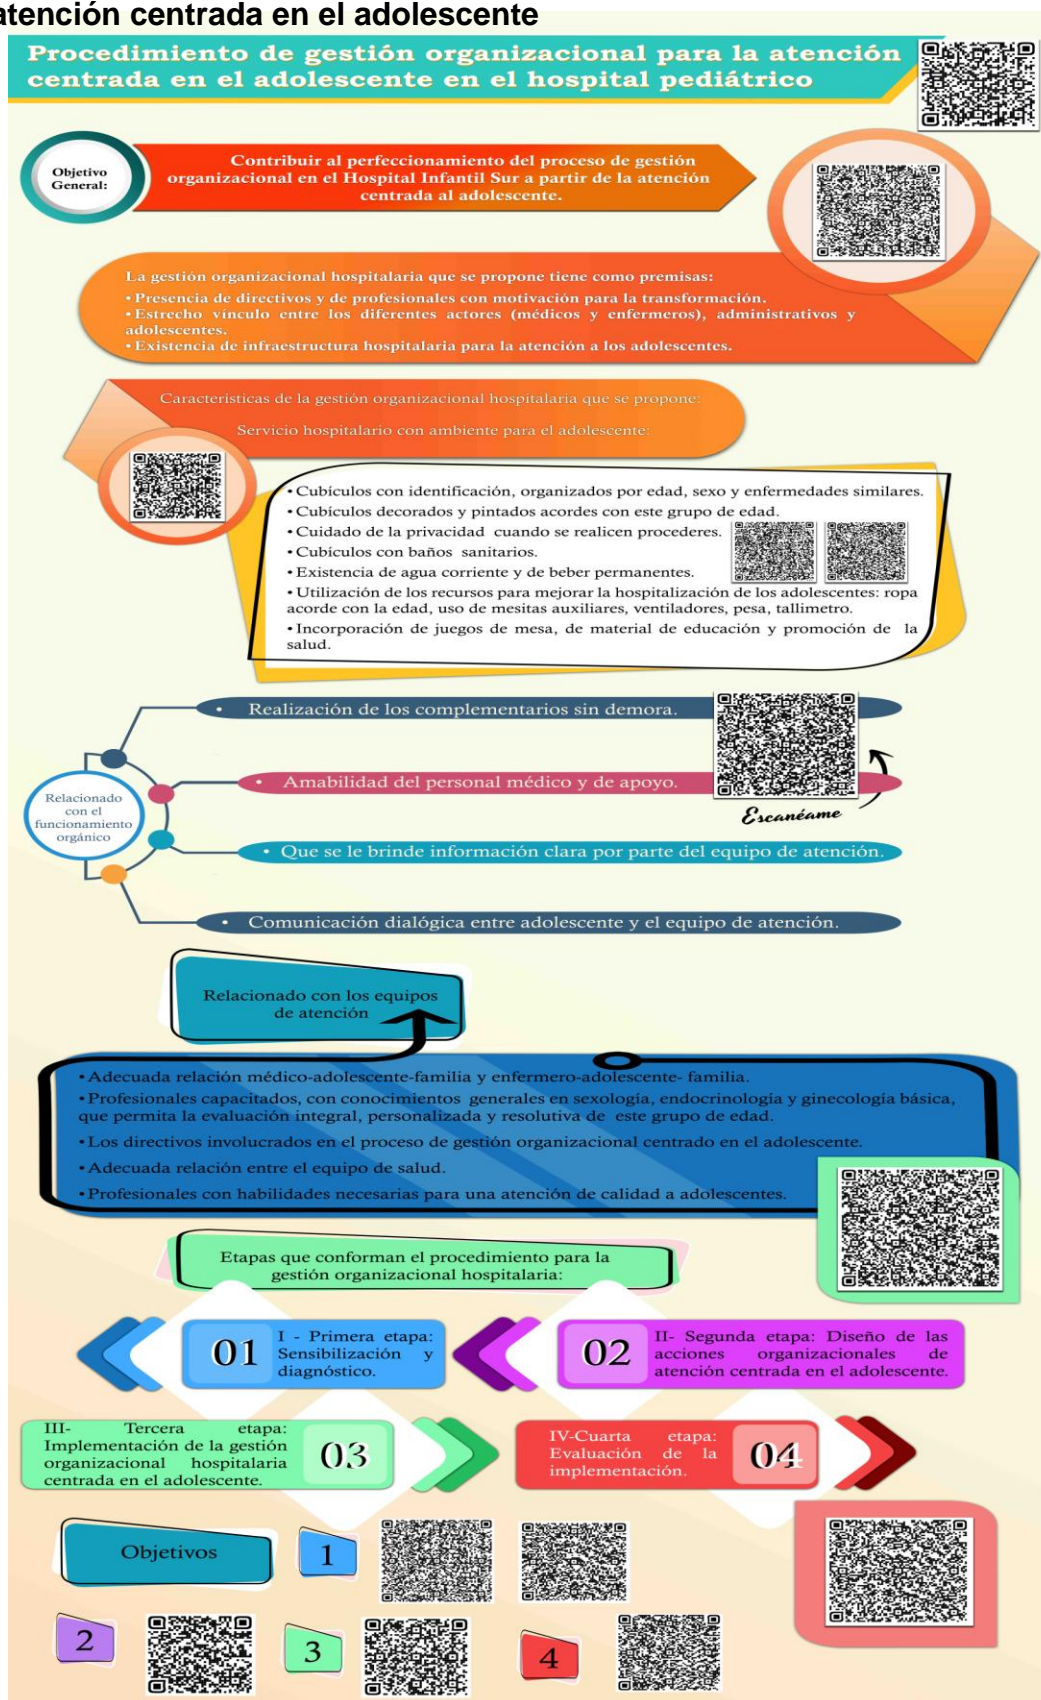 atención centrada en el adolescente
Procedimiento de gestión organizacional para la atención
centrada en el adolescente en el hospital pediátrico
Objetivo
General:
Contribuir al perfeccionamiento del proceso de gestión
organizacional en el Hospital Infantil Sur a partir de la atención
centrada al adolescente.
La gestión organizacional hospitalaria que se propone tiene como premisas:
• Presencia de directivos y de profesionales con motivación para la transformación.
• Estrecho vínculo entre los diferentes actores (médicos y enfermeros), administrativos y
adolescentes.
• Existencia de infraestructura hospitalaria para la atención a los adolescentes.
Características de la gestión organizacional hospitalaria que se propone:
Servicio hospitalario con ambiente para el adolescente:
• Cubículos con identificación, organizados por edad, sexo y enfermedades similares.
• Cubículos decorados y pintados acordes con este grupo de edad.
• Cuidado de la privacidad cuando se realicen procederes.
• Cubículos con baños sanitarios.
• Existencia de agua corriente y de beber permanentes.
• Utilización de los recursos para mejorar la hospitalización de los adolescentes: ropa
acorde con la edad, uso de mesitas auxiliares, ventiladores, pesa, tallimetro.
• Incorporación de juegos de mesa, de material de educación y promoción de la
salud.
• Realización de los complementarios sin demora.
• Amabilidad del personal médico y de apoyo.
Escanéame
Relacionado
con el
funcionamiento
orgánico
• Que se le brinde información clara por parte del equipo de atención.
• Comunicación dialógica entre adolescente y el equipo de atención.
Relacionado con los equipos
de atención
• Adecuada relación médico-adolescente-familia y enfermero-adolescente- familia.
• Profesionales capacitados, con conocimientos generales en sexología, endocrinología y ginecología básica,
que permita la evaluación integral, personalizada y resolutiva de este grupo de edad.
• Los directivos involucrados en el proceso de gestión organizacional centrado en el adolescente.
• Adecuada relación entre el equipo de salud.
• Profesionales con habilidades necesarias para una atención de calidad a adolescentes.
Etapas que conforman el procedimiento para la
gestión organizacional hospitalaria:
01
I - Primera etapa:
Sensibilización y
diagnóstico.
02
II- Segunda etapa: Diseño de las
acciones organizacionales de
atención centrada en el adolescente.
III- Tercera etapa:
Implementación de la gestión
organizacional hospitalaria
centrada en el adolescente.
03
IV-Cuarta etapa:
Evaluación de la
implementación.
04
Objetivos
1
2
3
4